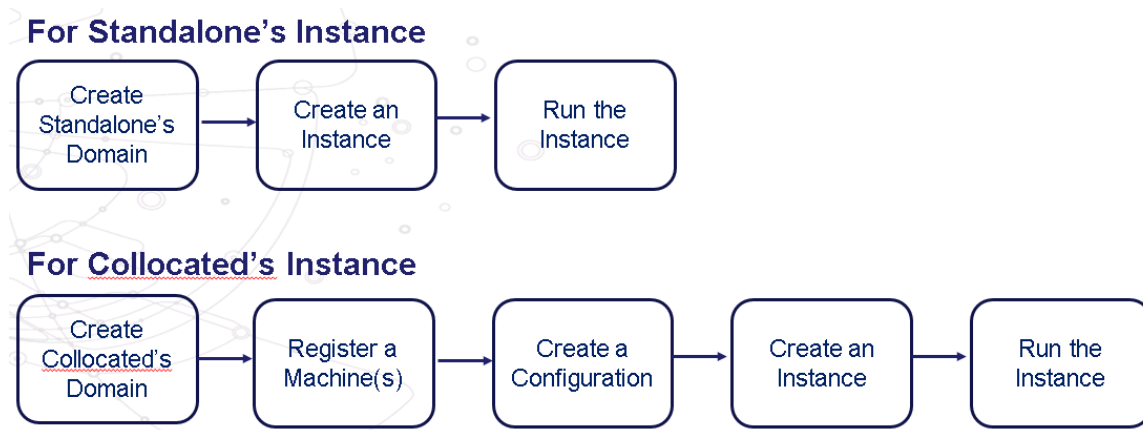 For Standalone's Instance
Create
Standalone's
Domain
Create an
Instance
Run the
Instance
For Collocated's Instance
Create
Collocated's
Domain
Register a
Machine(s)
Create a
Configuration
Create an
Instance
Run the
Instance